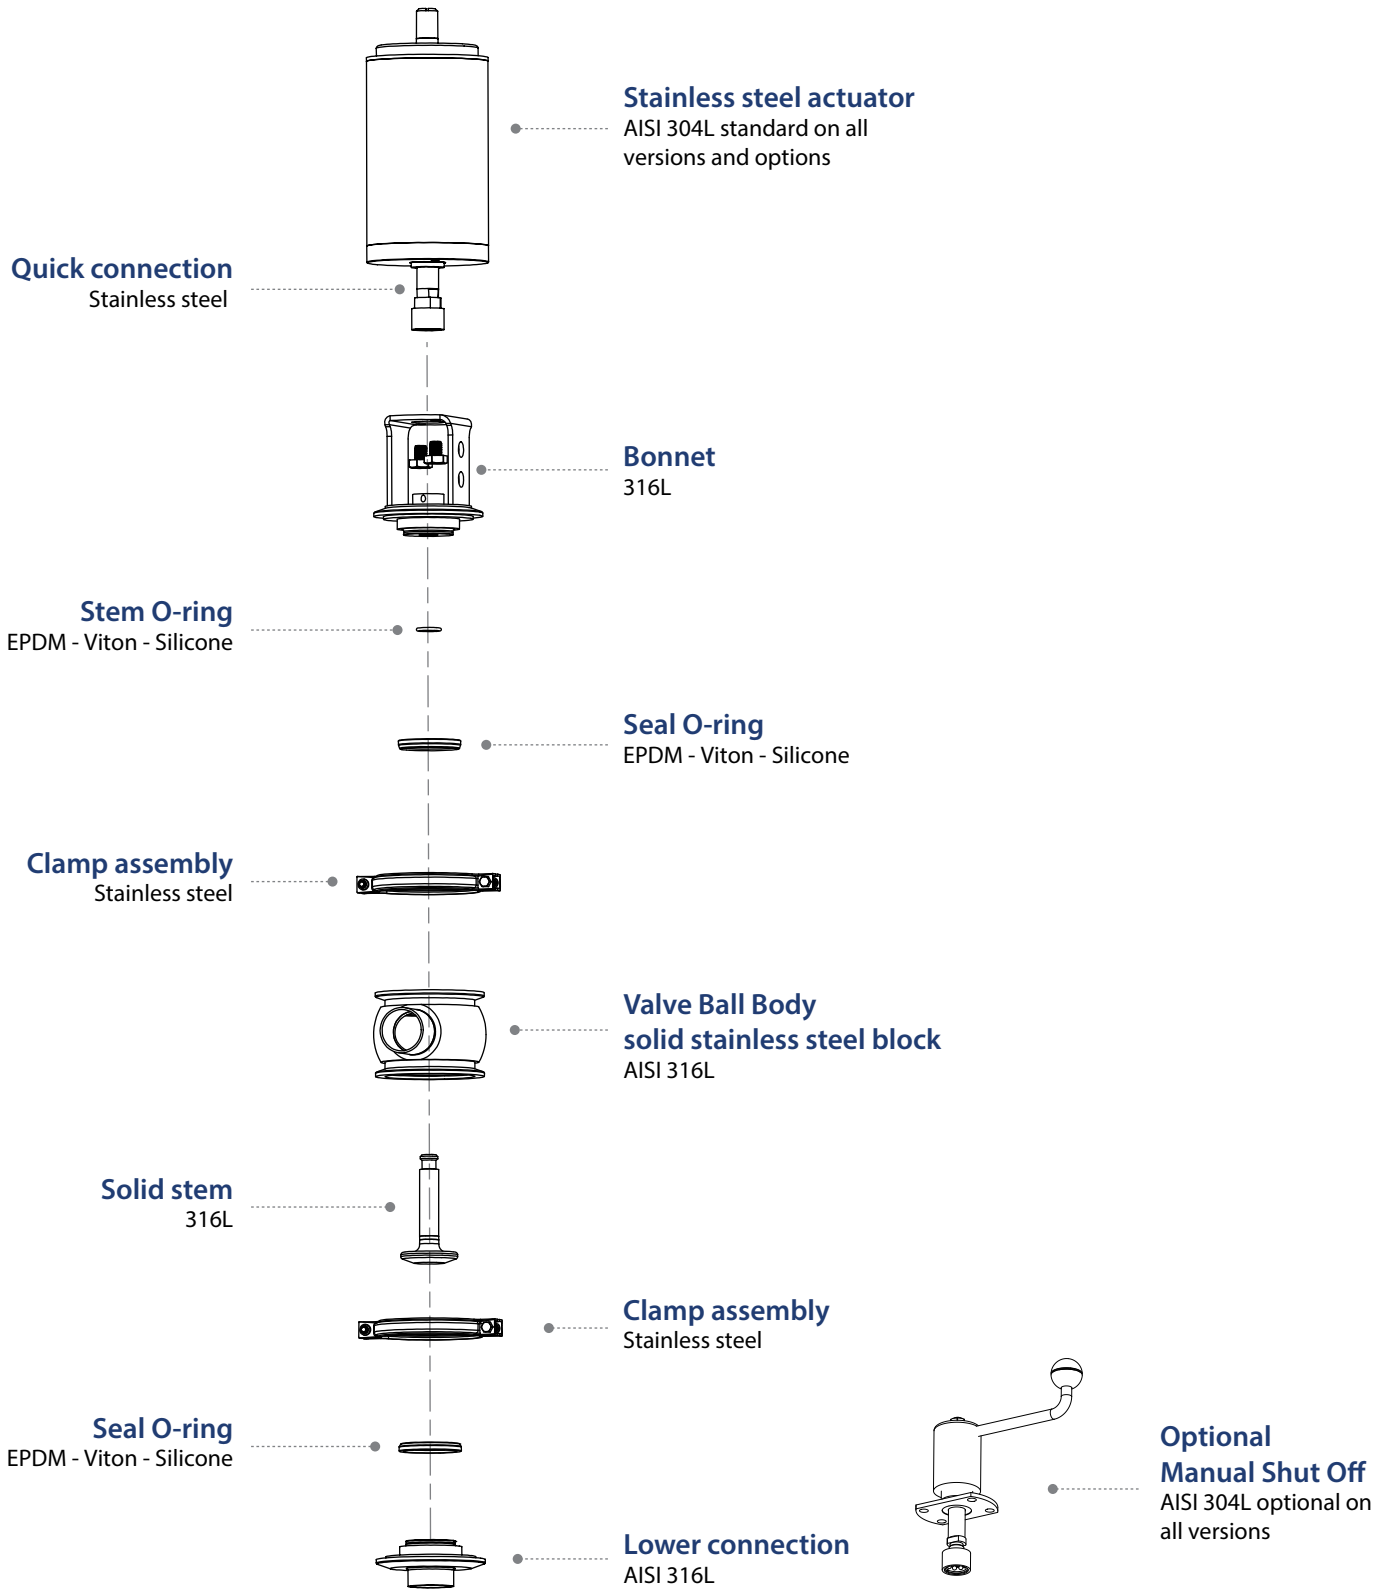 Stainless steel actuator
AISI 304L standard on all
versions and options
Quick connection
Stainless steel
Bonnet
316L
Stem O-ring
EPDM - Viton - Silicone
Seal O-ring
EPDM - Viton - Silicone
Clamp assembly
Stainless steel
Valve Ball Body
solid stainless steel block
AISI 316L
Solid stem
316L
Clamp assembly
Stainless steel
Seal O-ring
EPDM - Viton - Silicone
Optional
Manual Shut Off
AISI 304L optional on
all versions
Lower connection
AISI 316L